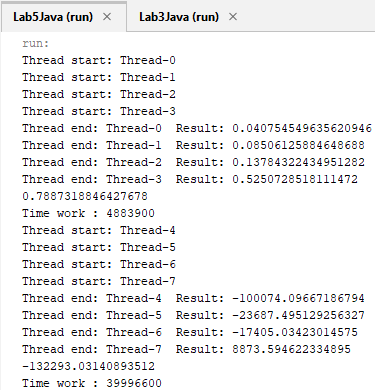 Lab5Java (run) × Lab3Java (run) ×
run:
Thread start: Thread-0
Thread start: Thread-1
Thread start: Thread-2
Thread start: Thread-3
Thread end: Thread-0  Result: 0.040754549635620946
Thread end: Thread-1  Result: 0.08506125884648688
Thread end: Thread-2  Result: 0.13784322434951282
Thread end: Thread-3  Result: 0.5250728518111472
0.7887318846427678
Time work : 4883900
Thread start: Thread-4
Thread start: Thread-5
Thread start: Thread-6
Thread start: Thread-7
Thread end: Thread-4  Result: -100074.09667186794
Thread end: Thread-5  Result: -23687.495129256327
Thread end: Thread-6  Result: -17405.03423014575
Thread end: Thread-7  Result: 8873.594622334895
-132293.03140893512
Time work : 39996600